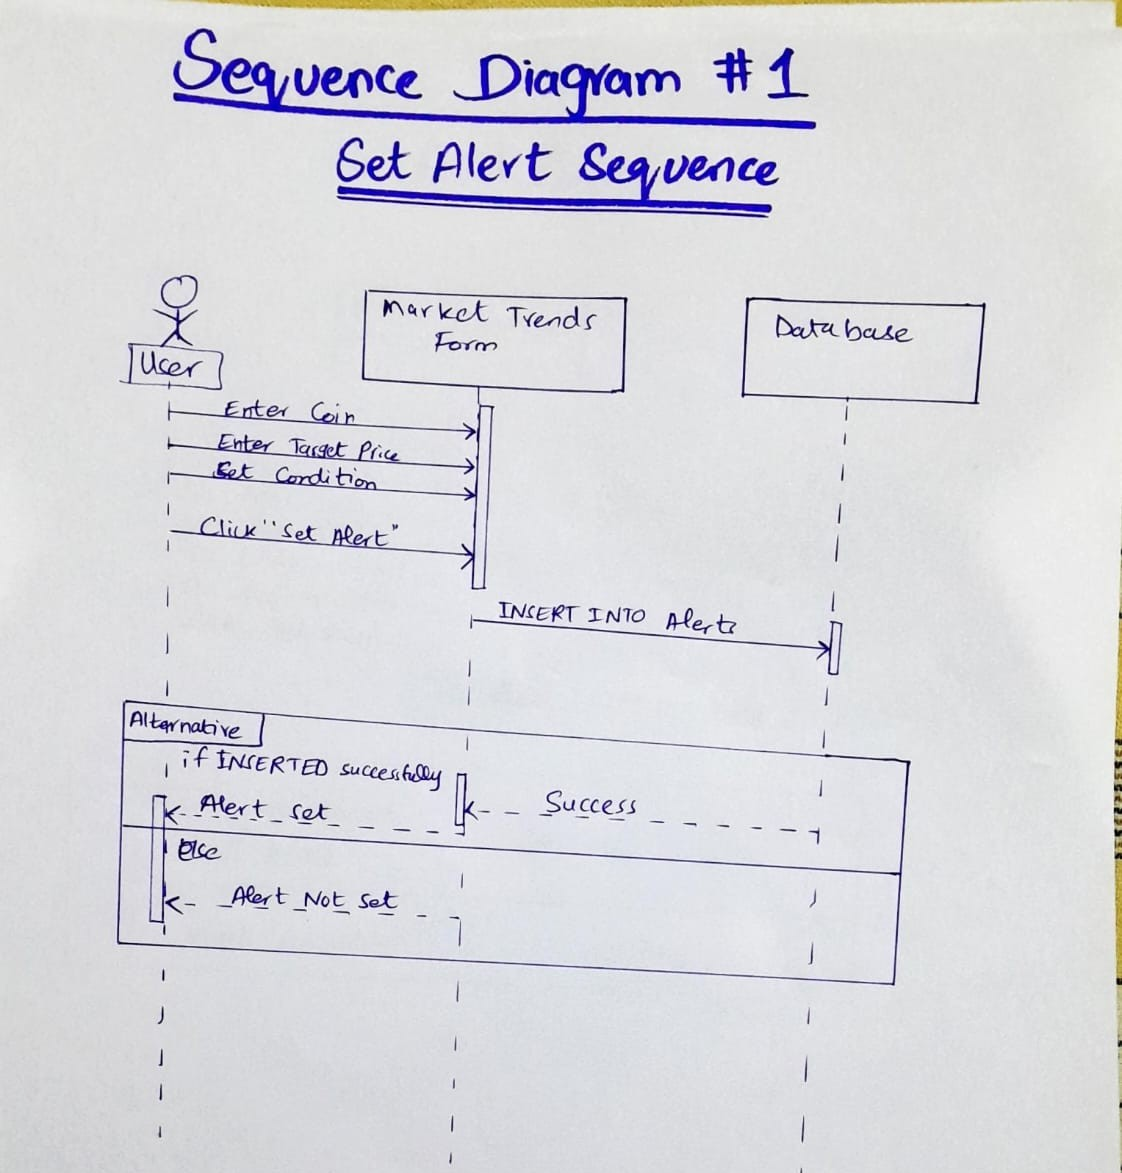 Sequence Diagram #1
Set Alert Sequence
User
Market Trends
Form
Database
Enter Coin
Enter Target Price
Set Condition
Click "Set Alert"
INSERT INTO Alerts
Alternative
if INSERTED successfully
Alert set
Success
Else
Alert Not set